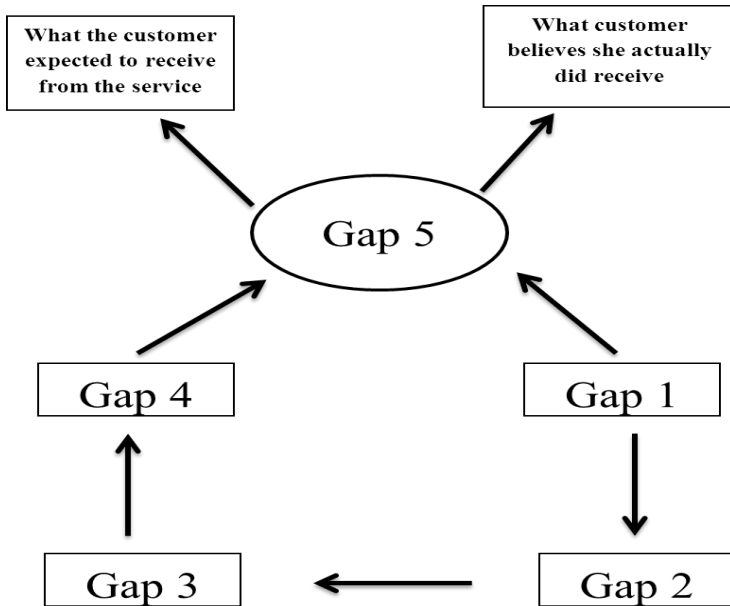 What the customer
expected to receive
from the service
What customer
believes she actually
did receive
Gap 5
Gap 4
Gap 1
Gap 3
Gap 2